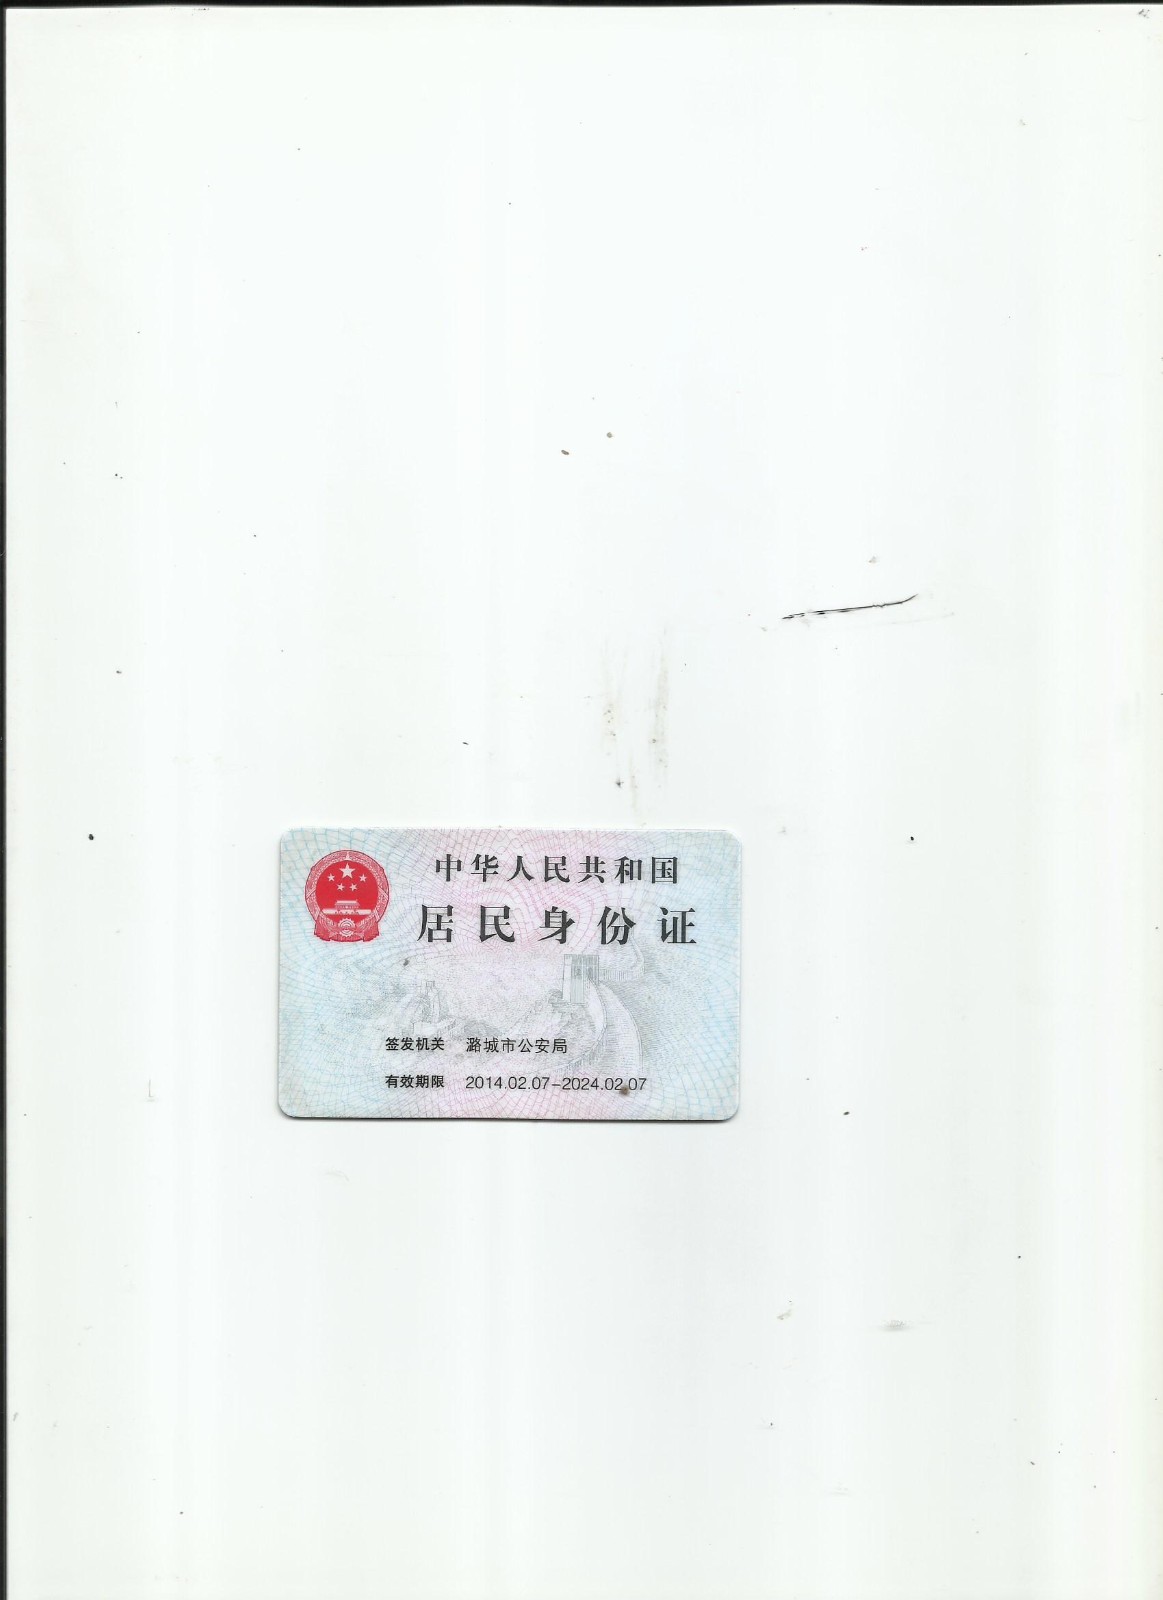 中华人民共和国
居民身份证
签发机关 潞城市公安局
有效期限 2014.02.07-2024.02.07